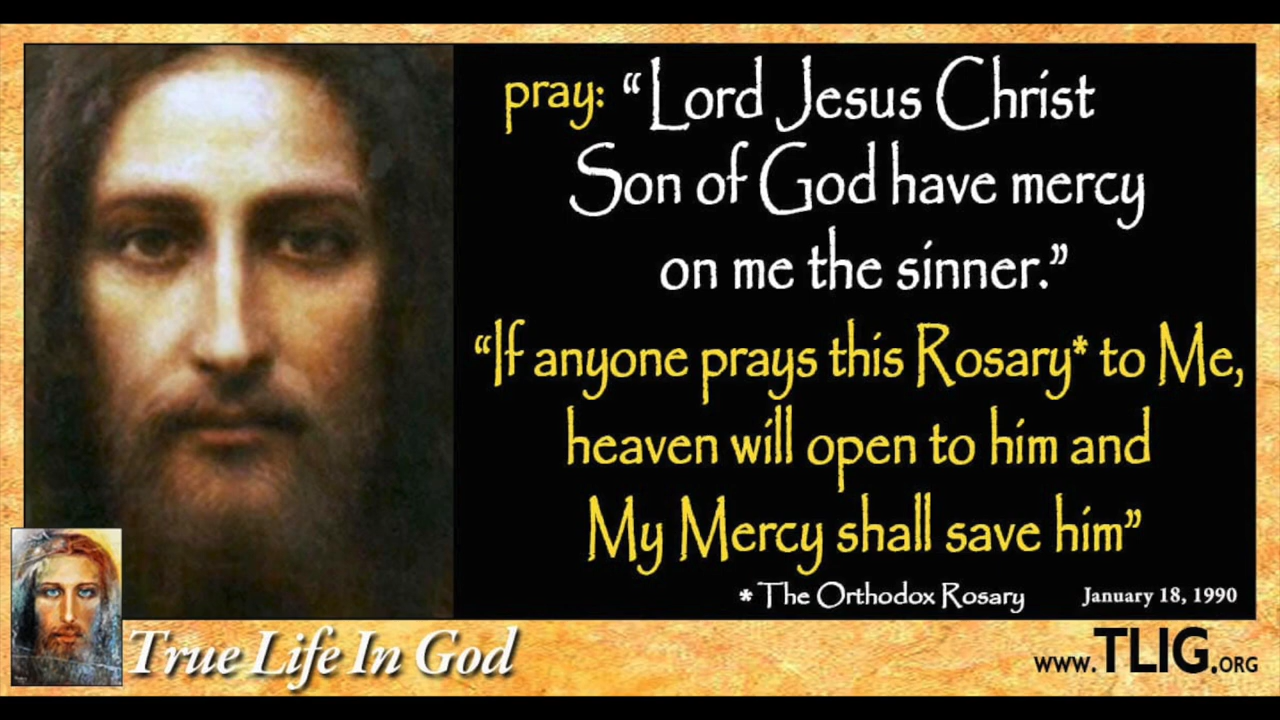 pray: “Lord Jesus Christ
Son of God have mercy
on me the sinner.”
“If anyone prays this Rosary* to Me,
heaven will open to him and
My Mercy shall save him”
* The Orthodox Rosary
January 18, 1990
True Life In God
www.TLIG.ORG